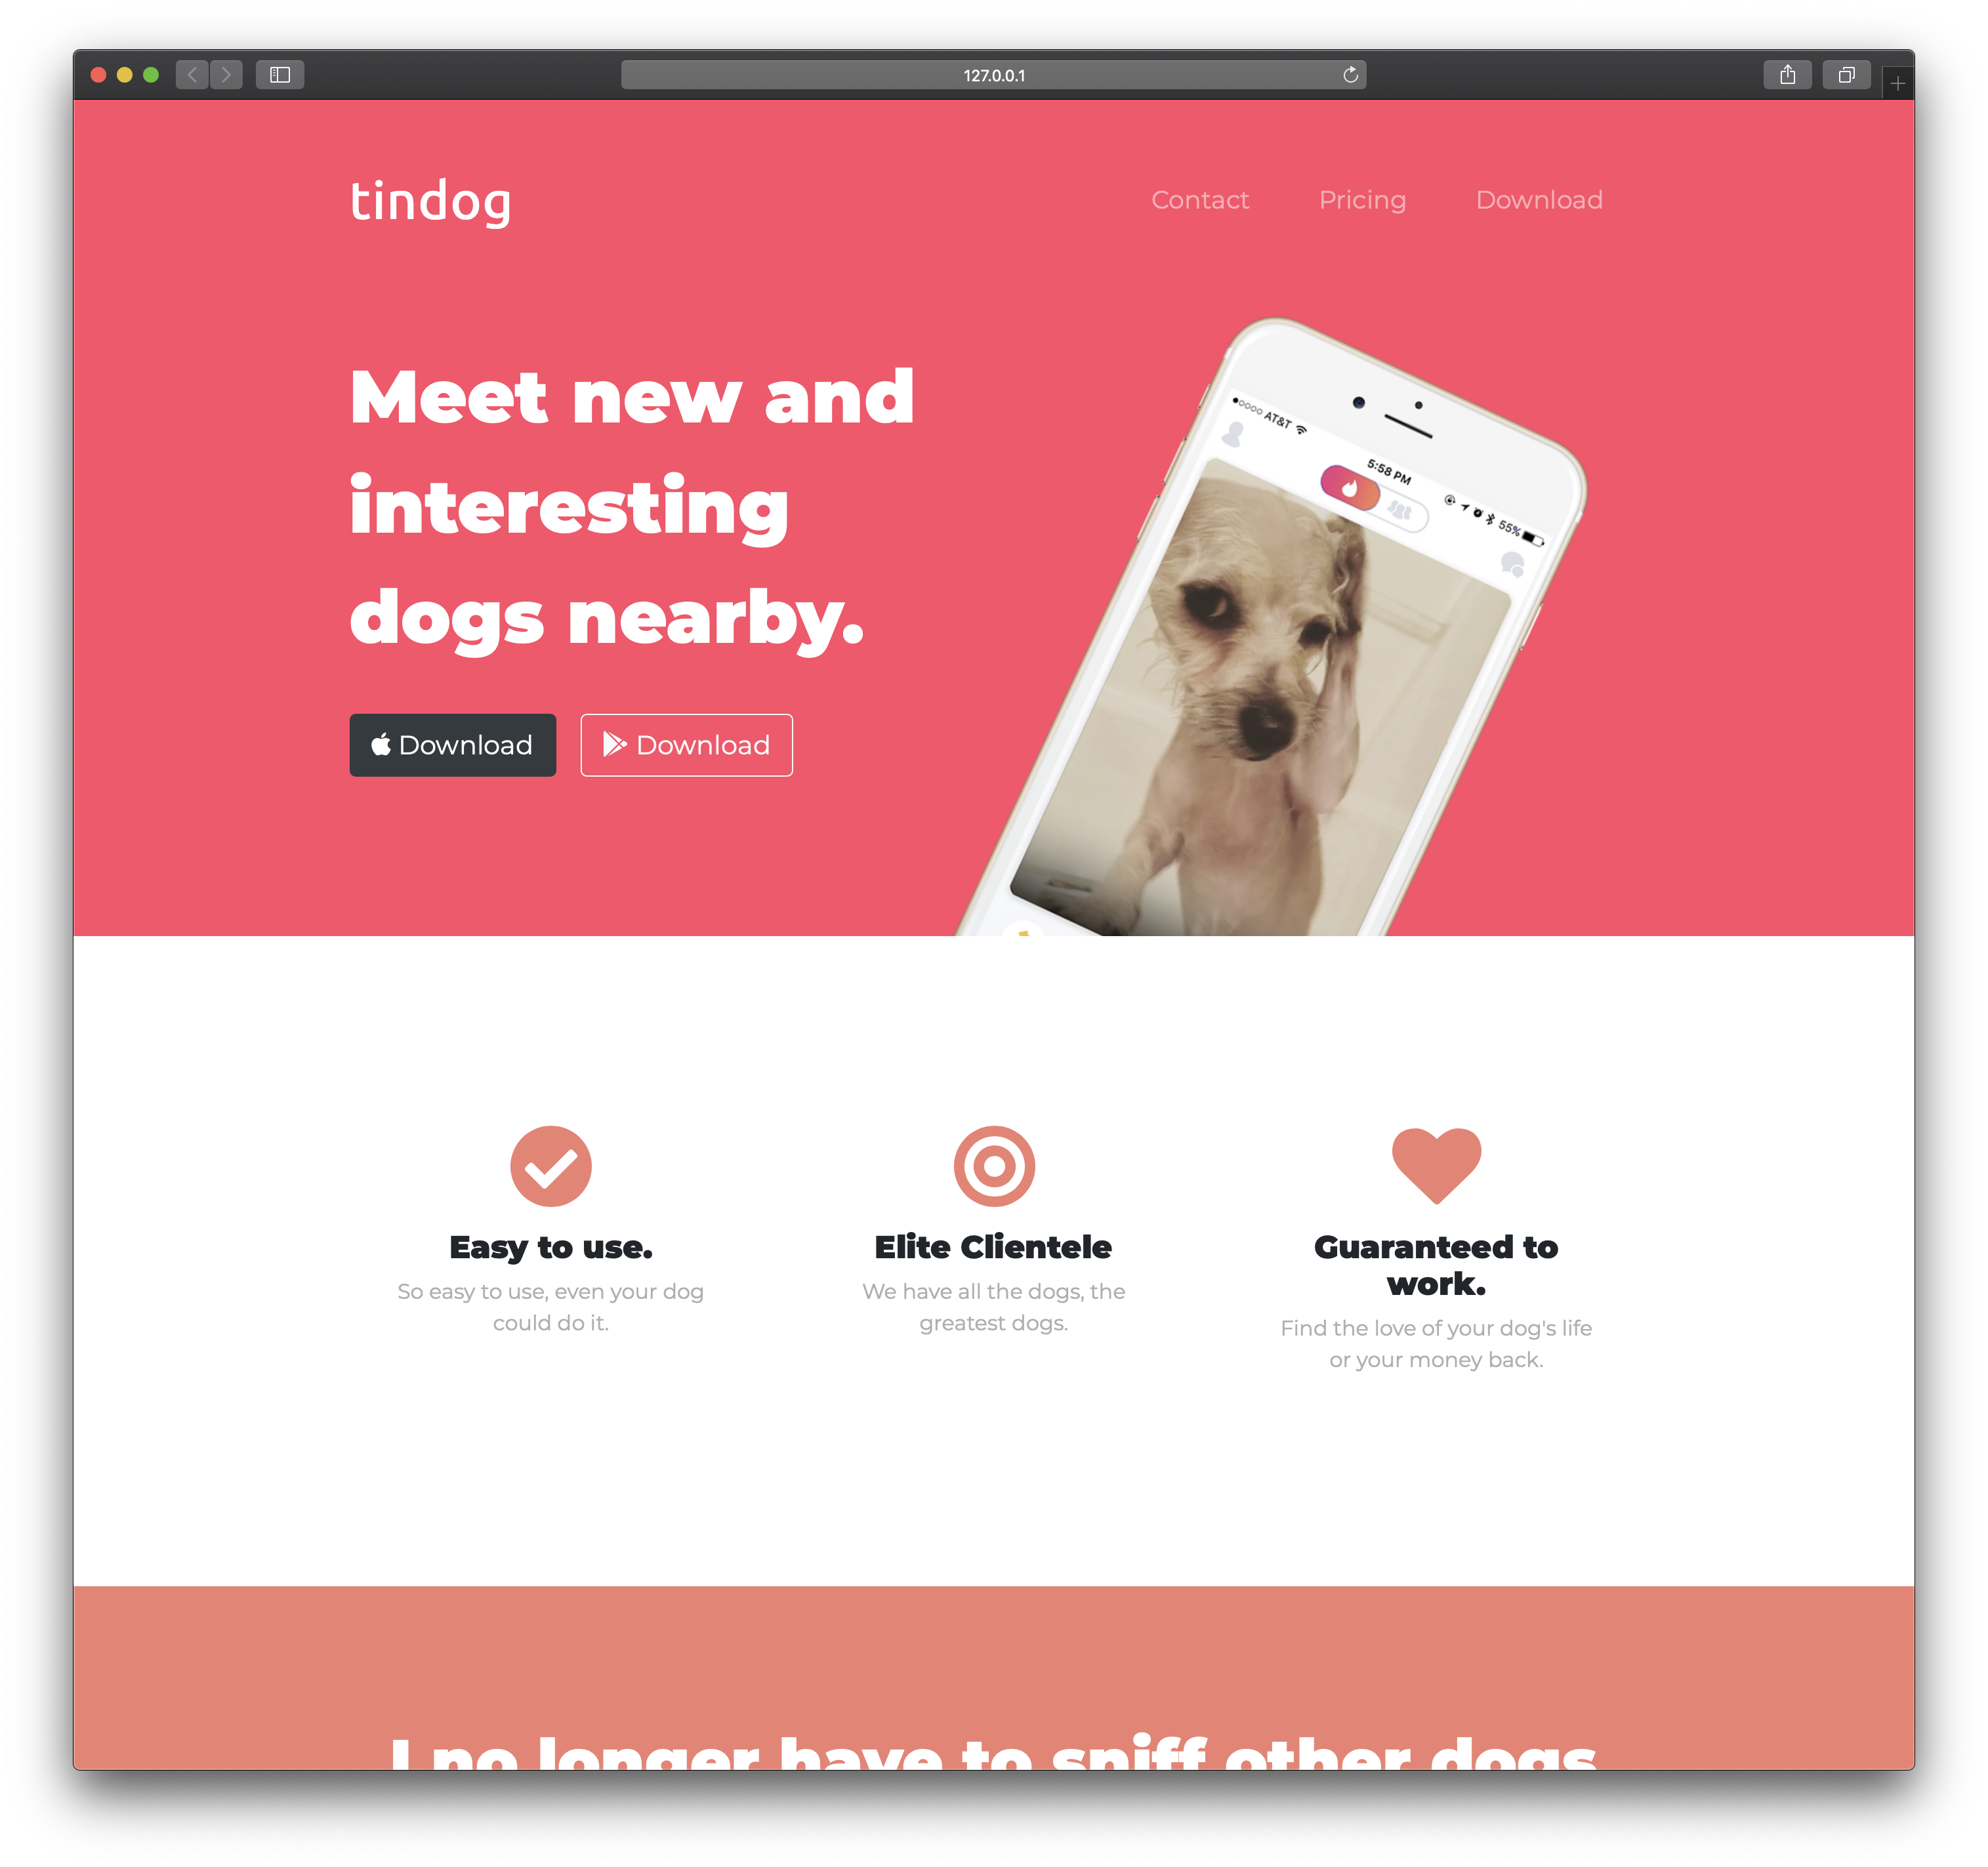 127.0.0.1
tindog
Contact Pricing Download
Meet new and
interesting
dogs nearby.
Download Download
AT&T
5:58 PM
55%
Easy to use.
So easy to use, even your dog
could do it.
Elite Clientele
We have all the dogs, the
greatest dogs.
Guaranteed to
work.
Find the love of your dog's life
or your money back.
I no longer have to sniff other dogs